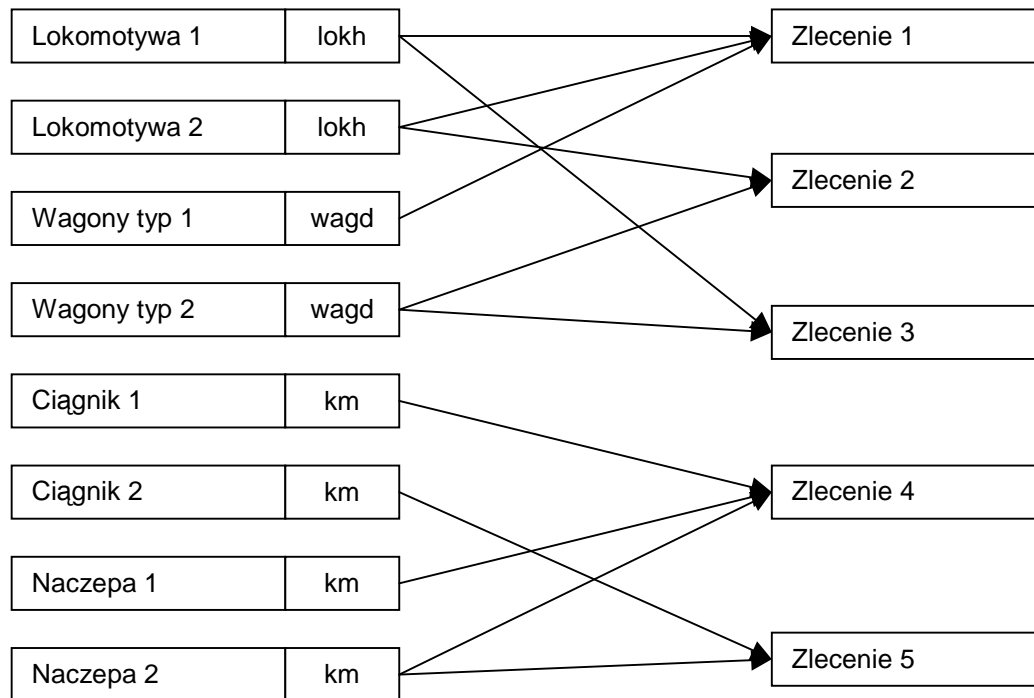 Lokomotywa 1 lokh Zlecenie 1
Lokomotywa 2 lokh
Zlecenie 2
Wagony typ 1 wagd
Wagony typ 2 wagd
Zlecenie 3
Ciągnik 1 km
Ciągnik 2 km Zlecenie 4
Naczepa 1 km
Naczepa 2 km Zlecenie 5